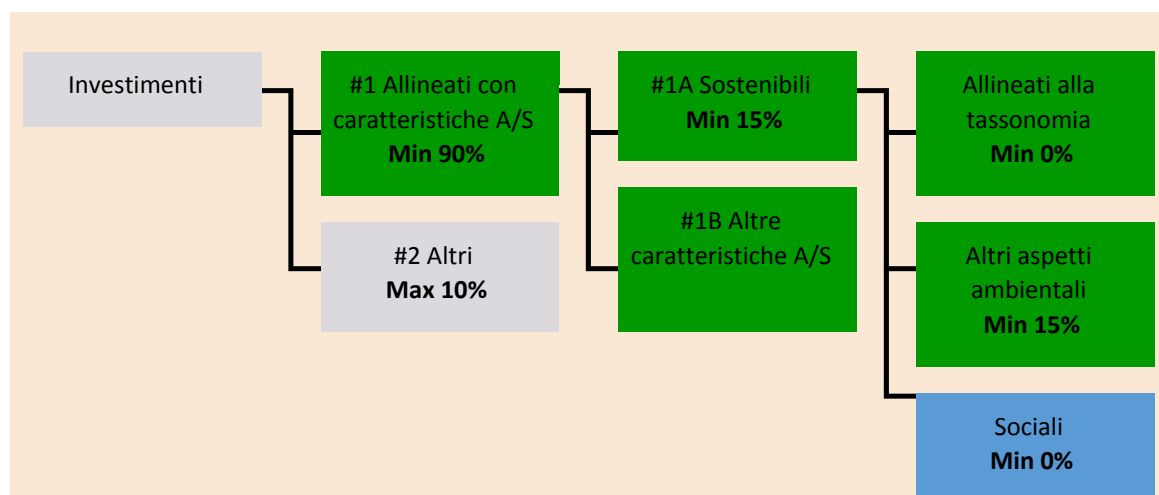 Investimenti
#1 Allineati con
caratteristiche A/S
Min 90%
#2 Altri
Max 10%
#1A Sostenibili
Min 15%
#1B Altre
caratteristiche A/S
Allineati alla
tassonomia
Min 0%
Altri aspetti
ambientali
Min 15%
Sociali
Min 0%